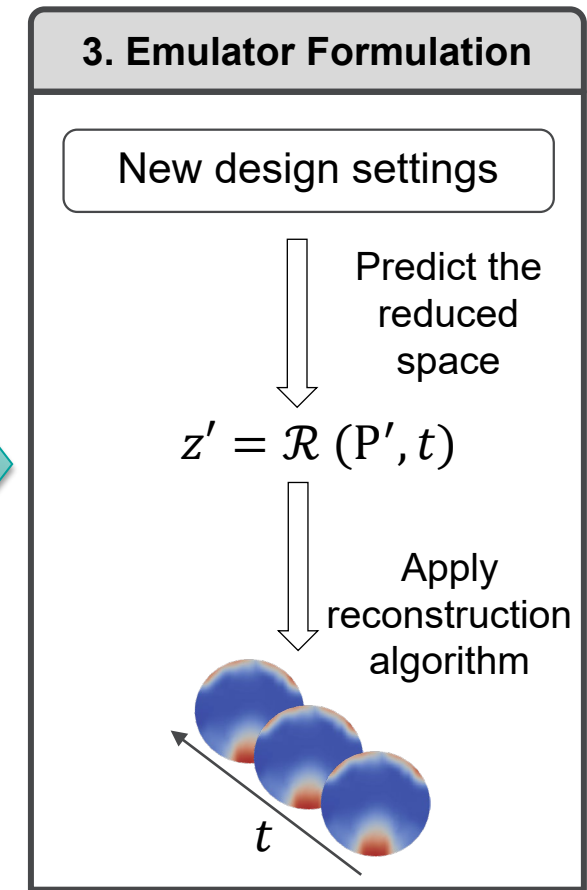 3. Emulator Formulation
New design settings
Predict the
reduced
space
z′ = ℛ (P′, t)
Apply
reconstruction
algorithm
t